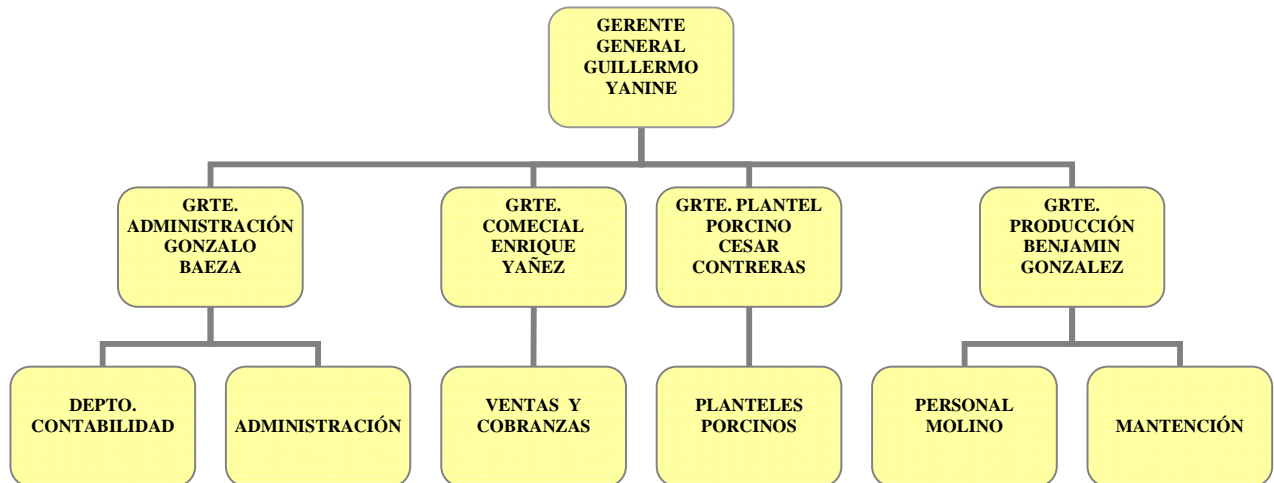 GERENTE
GENERAL
GUILLERMO
YANINE
GRTE.
ADMINISTRACIÓN
GONZALO
BAEZA
GRTE.
COMECIAL
ENRIQUE
YAÑEZ
GRTE. PLANTEL
PORCINO
CESAR
CONTRERAS
GRTE.
PRODUCCIÓN
BENJAMIN
GONZALEZ
DEPTO.
CONTABILIDAD
ADMINISTRACIÓN
VENTAS Y
COBRANZAS
PLANTELES
PORCINOS
PERSONAL
MOLINO
MANTENCIÓN